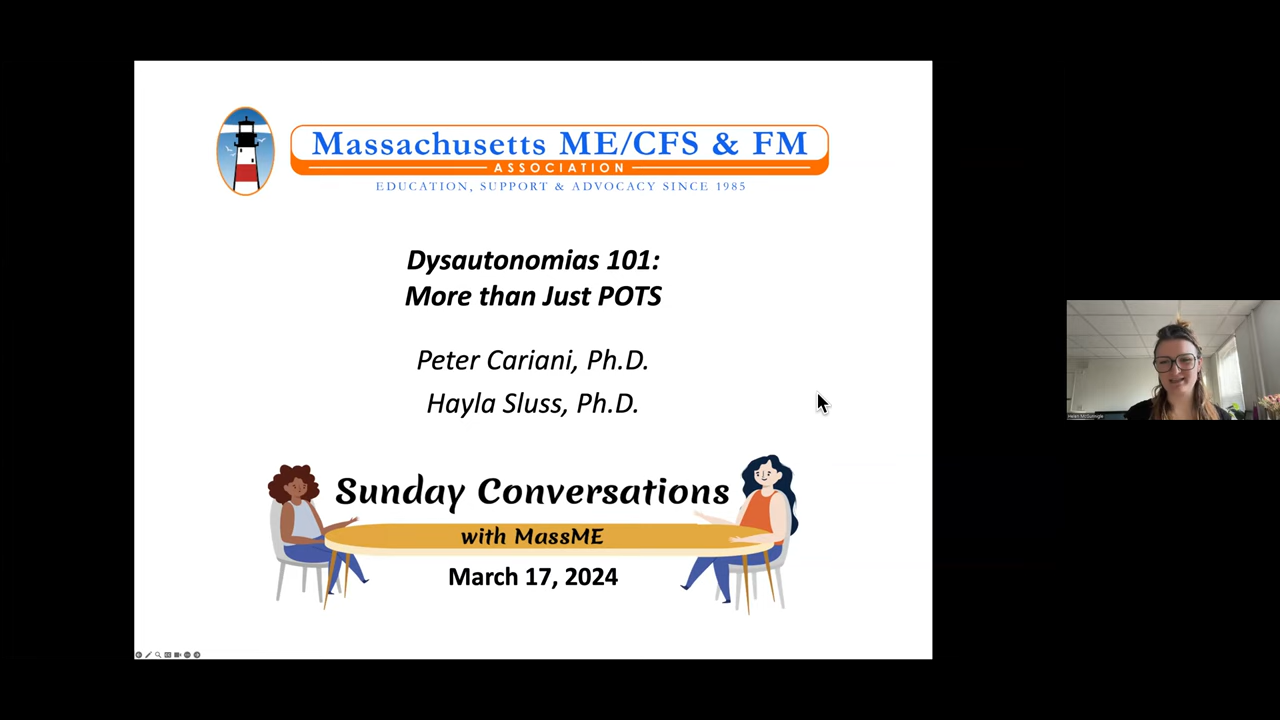 Massachusetts ME/CFS & FM
ASSOCIATION
EDUCATION, SUPPORT & ADVOCACY SINCE 1985
Dysautonomias 101:
More than Just POTS
Peter Cariani, Ph.D.
Hayla Sluss, Ph.D.
Sunday Conversations
with MassME
March 17, 2024